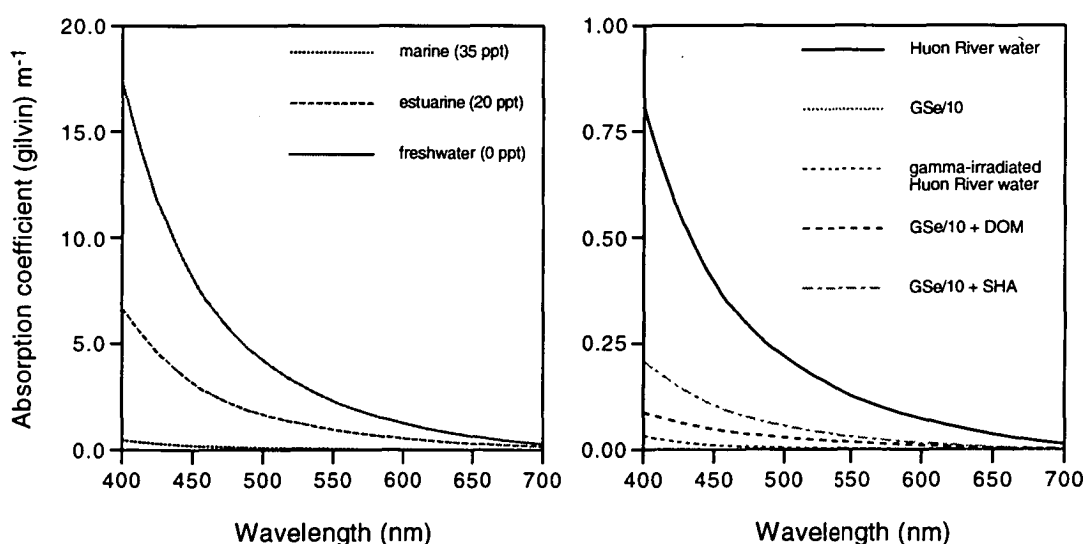 Absorption coefficient (gilvin) m⁻¹
20.0
15.0
10.0
5.0
0.0
marine (35 ppt)
estuarine (20 ppt)
freshwater (0 ppt)
400 450 500 550 600 650 700
Wavelength (nm)
1.00
0.75
0.50
0.25
0.00
Huon River water
GSe/10
gamma-irradiated
Huon River water
GSe/10 + DOM
GSe/10 + SHA
400 450 500 550 600 650 700
Wavelength (nm)